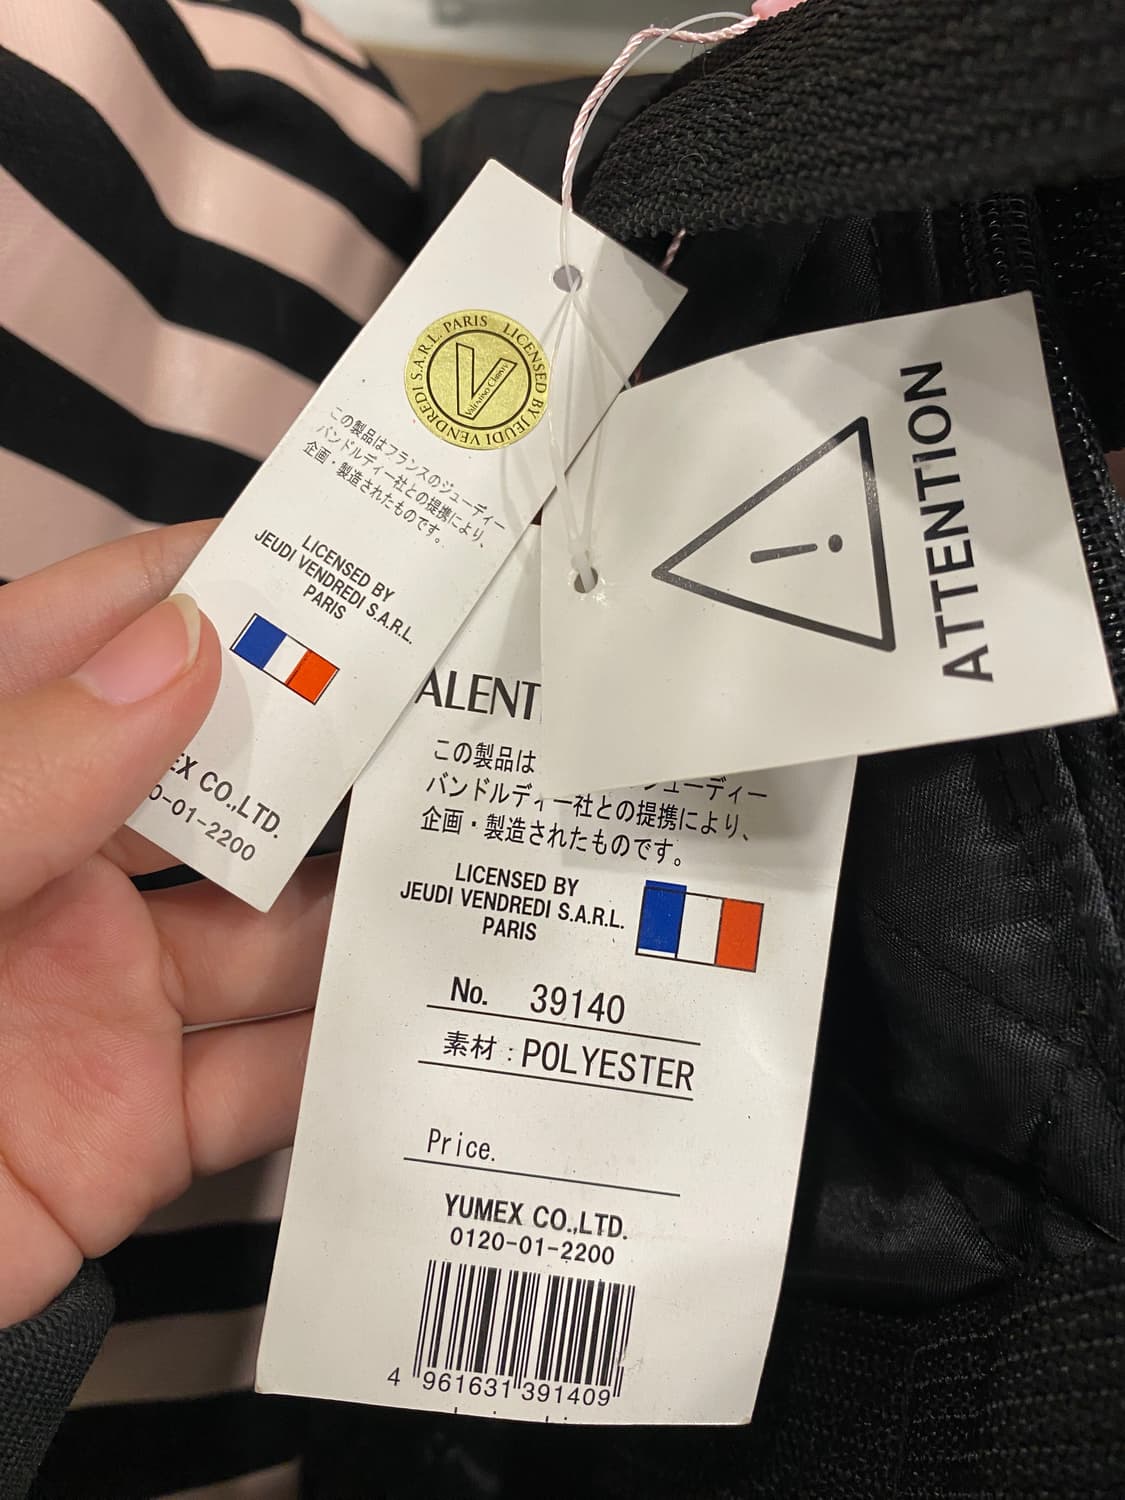 LICENSED BY JEUDI VENDREDI S.A.R.L. PARIS
V
Valentino Christy
この製品はフランスのジューディー
バンドルディー社との提携により、
企画・製造されたものです。
LICENSED BY
JEUDI VENDREDI S.A.R.L.
PARIS
EX CO.,LTD.
0-01-2200
ATTENTION
ALENT
この製品は ューディー
バンドルディー社との提携により、
企画・製造されたものです。
LICENSED BY
JEUDI VENDREDI S.A.R.L.
PARIS
No. 39140
素材 : POLYESTER
Price.
YUMEX CO.,LTD.
0120-01-2200
4 961631 391409